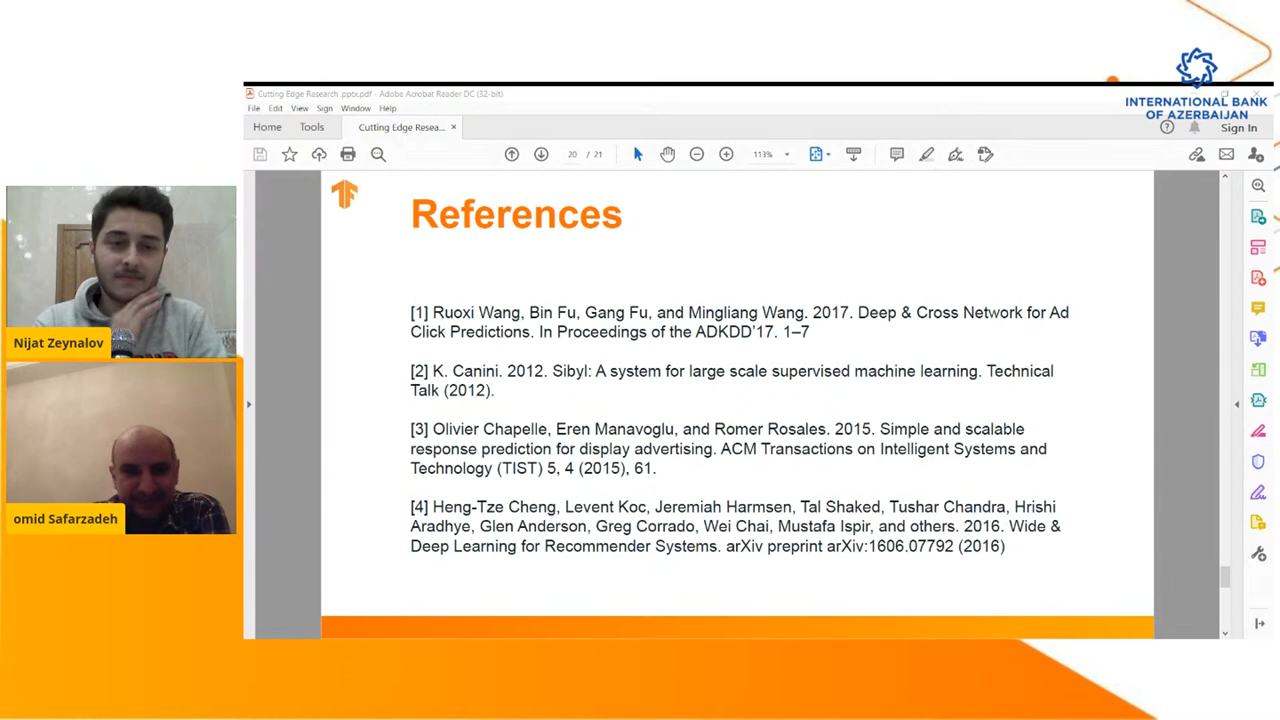 INTERNATIONAL BANK
OF AZERBAIJAN
Cutting Edge Research .pptx.pdf - Adobe Acrobat Reader DC (32-bit)
File Edit View Sign Window Help
Home Tools Cutting Edge Resea... ×
Sign In
20 / 21
113%
References
[1] Ruoxi Wang, Bin Fu, Gang Fu, and Mingliang Wang. 2017. Deep & Cross Network for Ad
Click Predictions. In Proceedings of the ADKDD'17. 1–7
[2] K. Canini. 2012. Sibyl: A system for large scale supervised machine learning. Technical
Talk (2012).
[3] Olivier Chapelle, Eren Manavoglu, and Romer Rosales. 2015. Simple and scalable
response prediction for display advertising. ACM Transactions on Intelligent Systems and
Technology (TIST) 5, 4 (2015), 61.
[4] Heng-Tze Cheng, Levent Koc, Jeremiah Harmsen, Tal Shaked, Tushar Chandra, Hrishi
Aradhye, Glen Anderson, Greg Corrado, Wei Chai, Mustafa Ispir, and others. 2016. Wide &
Deep Learning for Recommender Systems. arXiv preprint arXiv:1606.07792 (2016)
Nijat Zeynalov
omid Safarzadeh